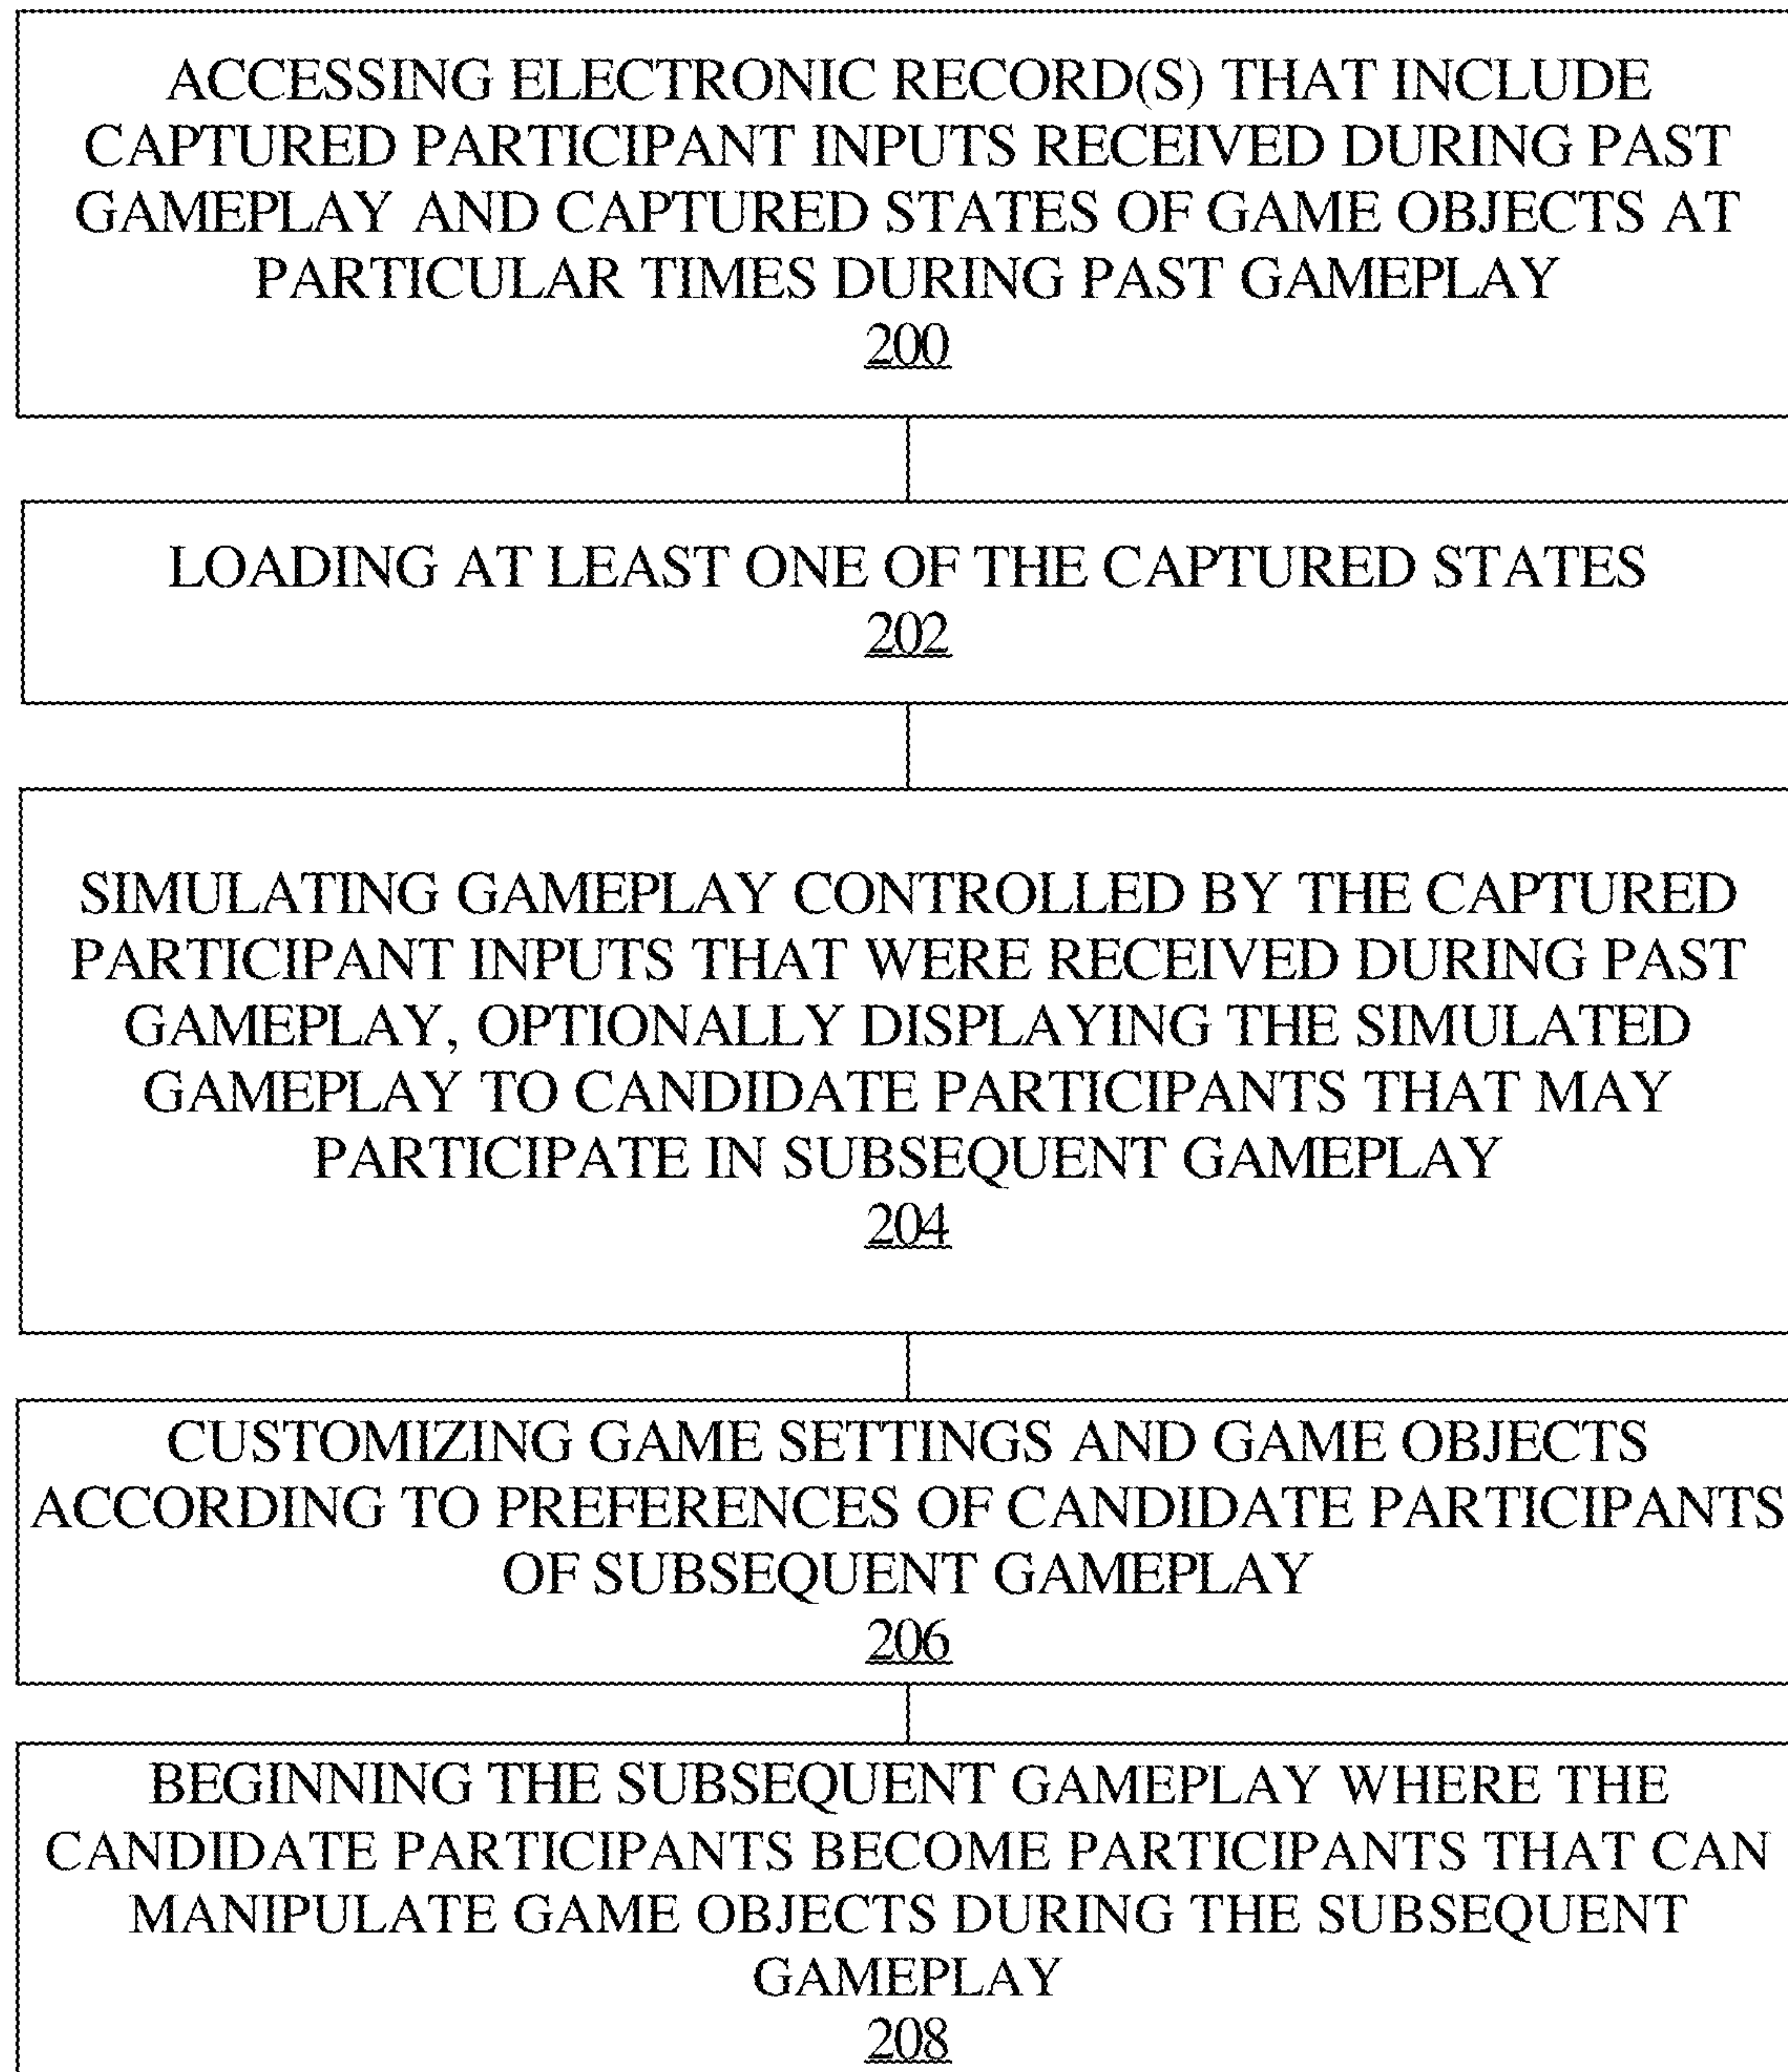 ACCESSING ELECTRONIC RECORD(S) THAT INCLUDE
CAPTURED PARTICIPANT INPUTS RECEIVED DURING PAST
GAMEPLAY AND CAPTURED STATES OF GAME OBJECTS AT
PARTICULAR TIMES DURING PAST GAMEPLAY
200
LOADING AT LEAST ONE OF THE CAPTURED STATES
202
SIMULATING GAMEPLAY CONTROLLED BY THE CAPTURED
PARTICIPANT INPUTS THAT WERE RECEIVED DURING PAST
GAMEPLAY, OPTIONALLY DISPLAYING THE SIMULATED
GAMEPLAY TO CANDIDATE PARTICIPANTS THAT MAY
PARTICIPATE IN SUBSEQUENT GAMEPLAY
204
CUSTOMIZING GAME SETTINGS AND GAME OBJECTS
ACCORDING TO PREFERENCES OF CANDIDATE PARTICIPANTS
OF SUBSEQUENT GAMEPLAY
206
BEGINNING THE SUBSEQUENT GAMEPLAY WHERE THE
CANDIDATE PARTICIPANTS BECOME PARTICIPANTS THAT CAN
MANIPULATE GAME OBJECTS DURING THE SUBSEQUENT
GAMEPLAY
208